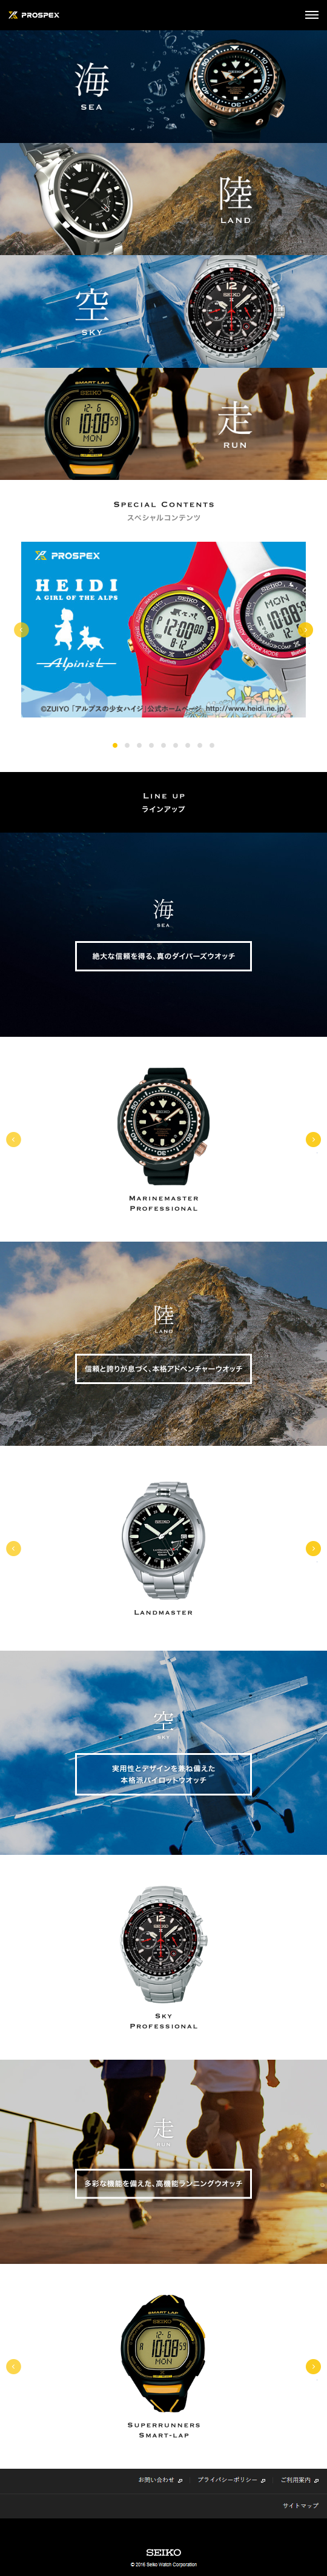 PROSPEX
海
SEA
陸
LAND
空
SKY
走
RUN
SPECIAL CONTENTS
スペシャルコンテンツ
PROSPEX
HEIDI
A GIRL OF THE ALPS
Alpinist
©ZUIYO 『アルプスの少女ハイジ』公式ホームページ http://www.heidi.ne.jp/
LINE UP
ラインアップ
海
SEA
絶大な信頼を得る、真のダイバーズウオッチ
MARINEMASTER
PROFESSIONAL
陸
LAND
信頼と誇りが息づく、本格アドベンチャーウオッチ
LANDMASTER
空
SKY
実用性とデザインを兼ね備えた
本格派パイロットウオッチ
SKY
PROFESSIONAL
走
RUN
多彩な機能を備えた、高機能ランニングウオッチ
SUPERRUNNERS
SMART-LAP
お問い合わせ プライバシーポリシー ご利用案内
サイトマップ
SEIKO
© 2016 Seiko Watch Corporation